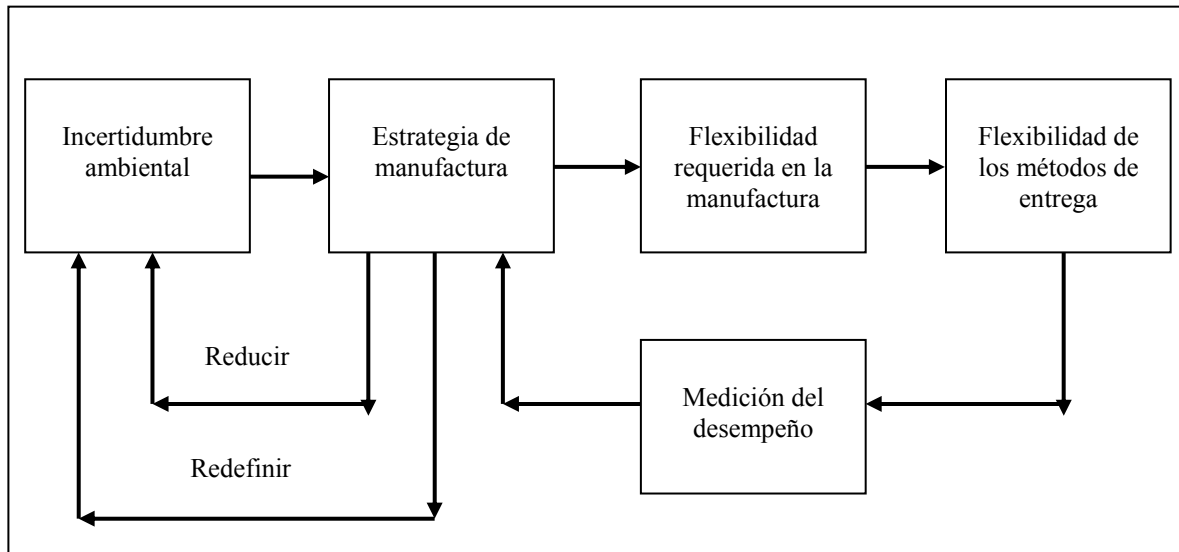 Incertidumbre
ambiental
Estrategia de
manufactura
Flexibilidad
requerida en la
manufactura
Flexibilidad de
los métodos de
entrega
Reducir
Medición del
desempeño
Redefinir